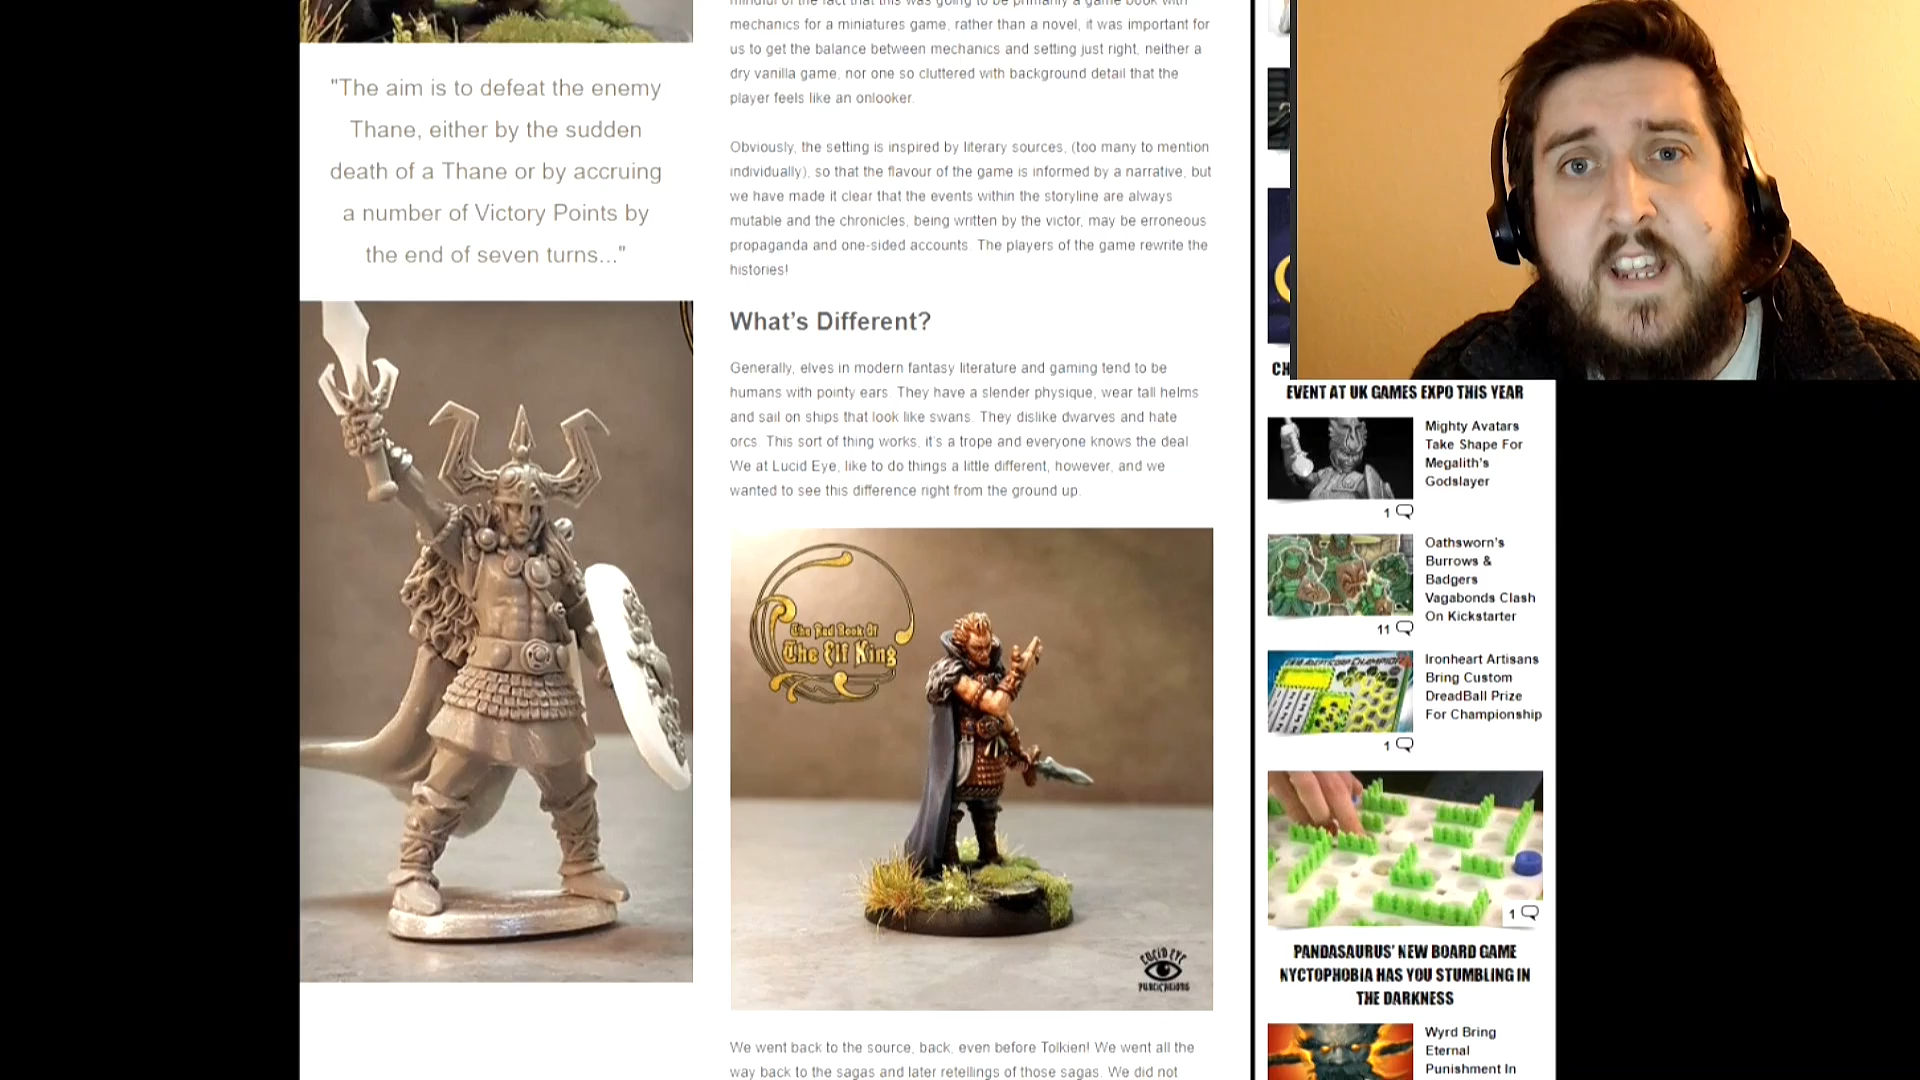 "The aim is to defeat the enemy
Thane, either by the sudden
death of a Thane or by accruing
a number of Victory Points by
the end of seven turns..."
mindful of the fact that this was going to be primarily a game book with
mechanics for a miniatures game, rather than a novel, it was important for
us to get the balance between mechanics and setting just right, neither a
dry vanilla game, nor one so cluttered with background detail that the
player feels like an onlooker.
Obviously, the setting is inspired by literary sources, (too many to mention
individually), so that the flavour of the game is informed by a narrative, but
we have made it clear that the events within the storyline are always
mutable and the chronicles, being written by the victor, may be erroneous
propaganda and one-sided accounts. The players of the game rewrite the
histories!
What's Different?
Generally, elves in modern fantasy literature and gaming tend to be
humans with pointy ears. They have a slender physique, wear tall helms
and sail on ships that look like swans. They dislike dwarves and hate
orcs. This sort of thing works, it's a trope and everyone knows the deal.
We at Lucid Eye, like to do things a little different, however, and we
wanted to see this difference right from the ground up.
The Red Book Of
The Elf King
LUCID EYE
PUBLICATIONS
We went back to the source, back, even before Tolkien! We went all the
way back to the sagas and later retellings of those sagas. We did not
CH
EVENT AT UK GAMES EXPO THIS YEAR
Mighty Avatars
Take Shape For
Megalith's
Godslayer
1
Oathsworn's
Burrows &
Badgers
Vagabonds Clash
On Kickstarter
11
Ironheart Artisans
Bring Custom
DreadBall Prize
For Championship
1
1
PANDASAURUS' NEW BOARD GAME
NYCTOPHOBIA HAS YOU STUMBLING IN
THE DARKNESS
Wyrd Bring
Eternal
Punishment In